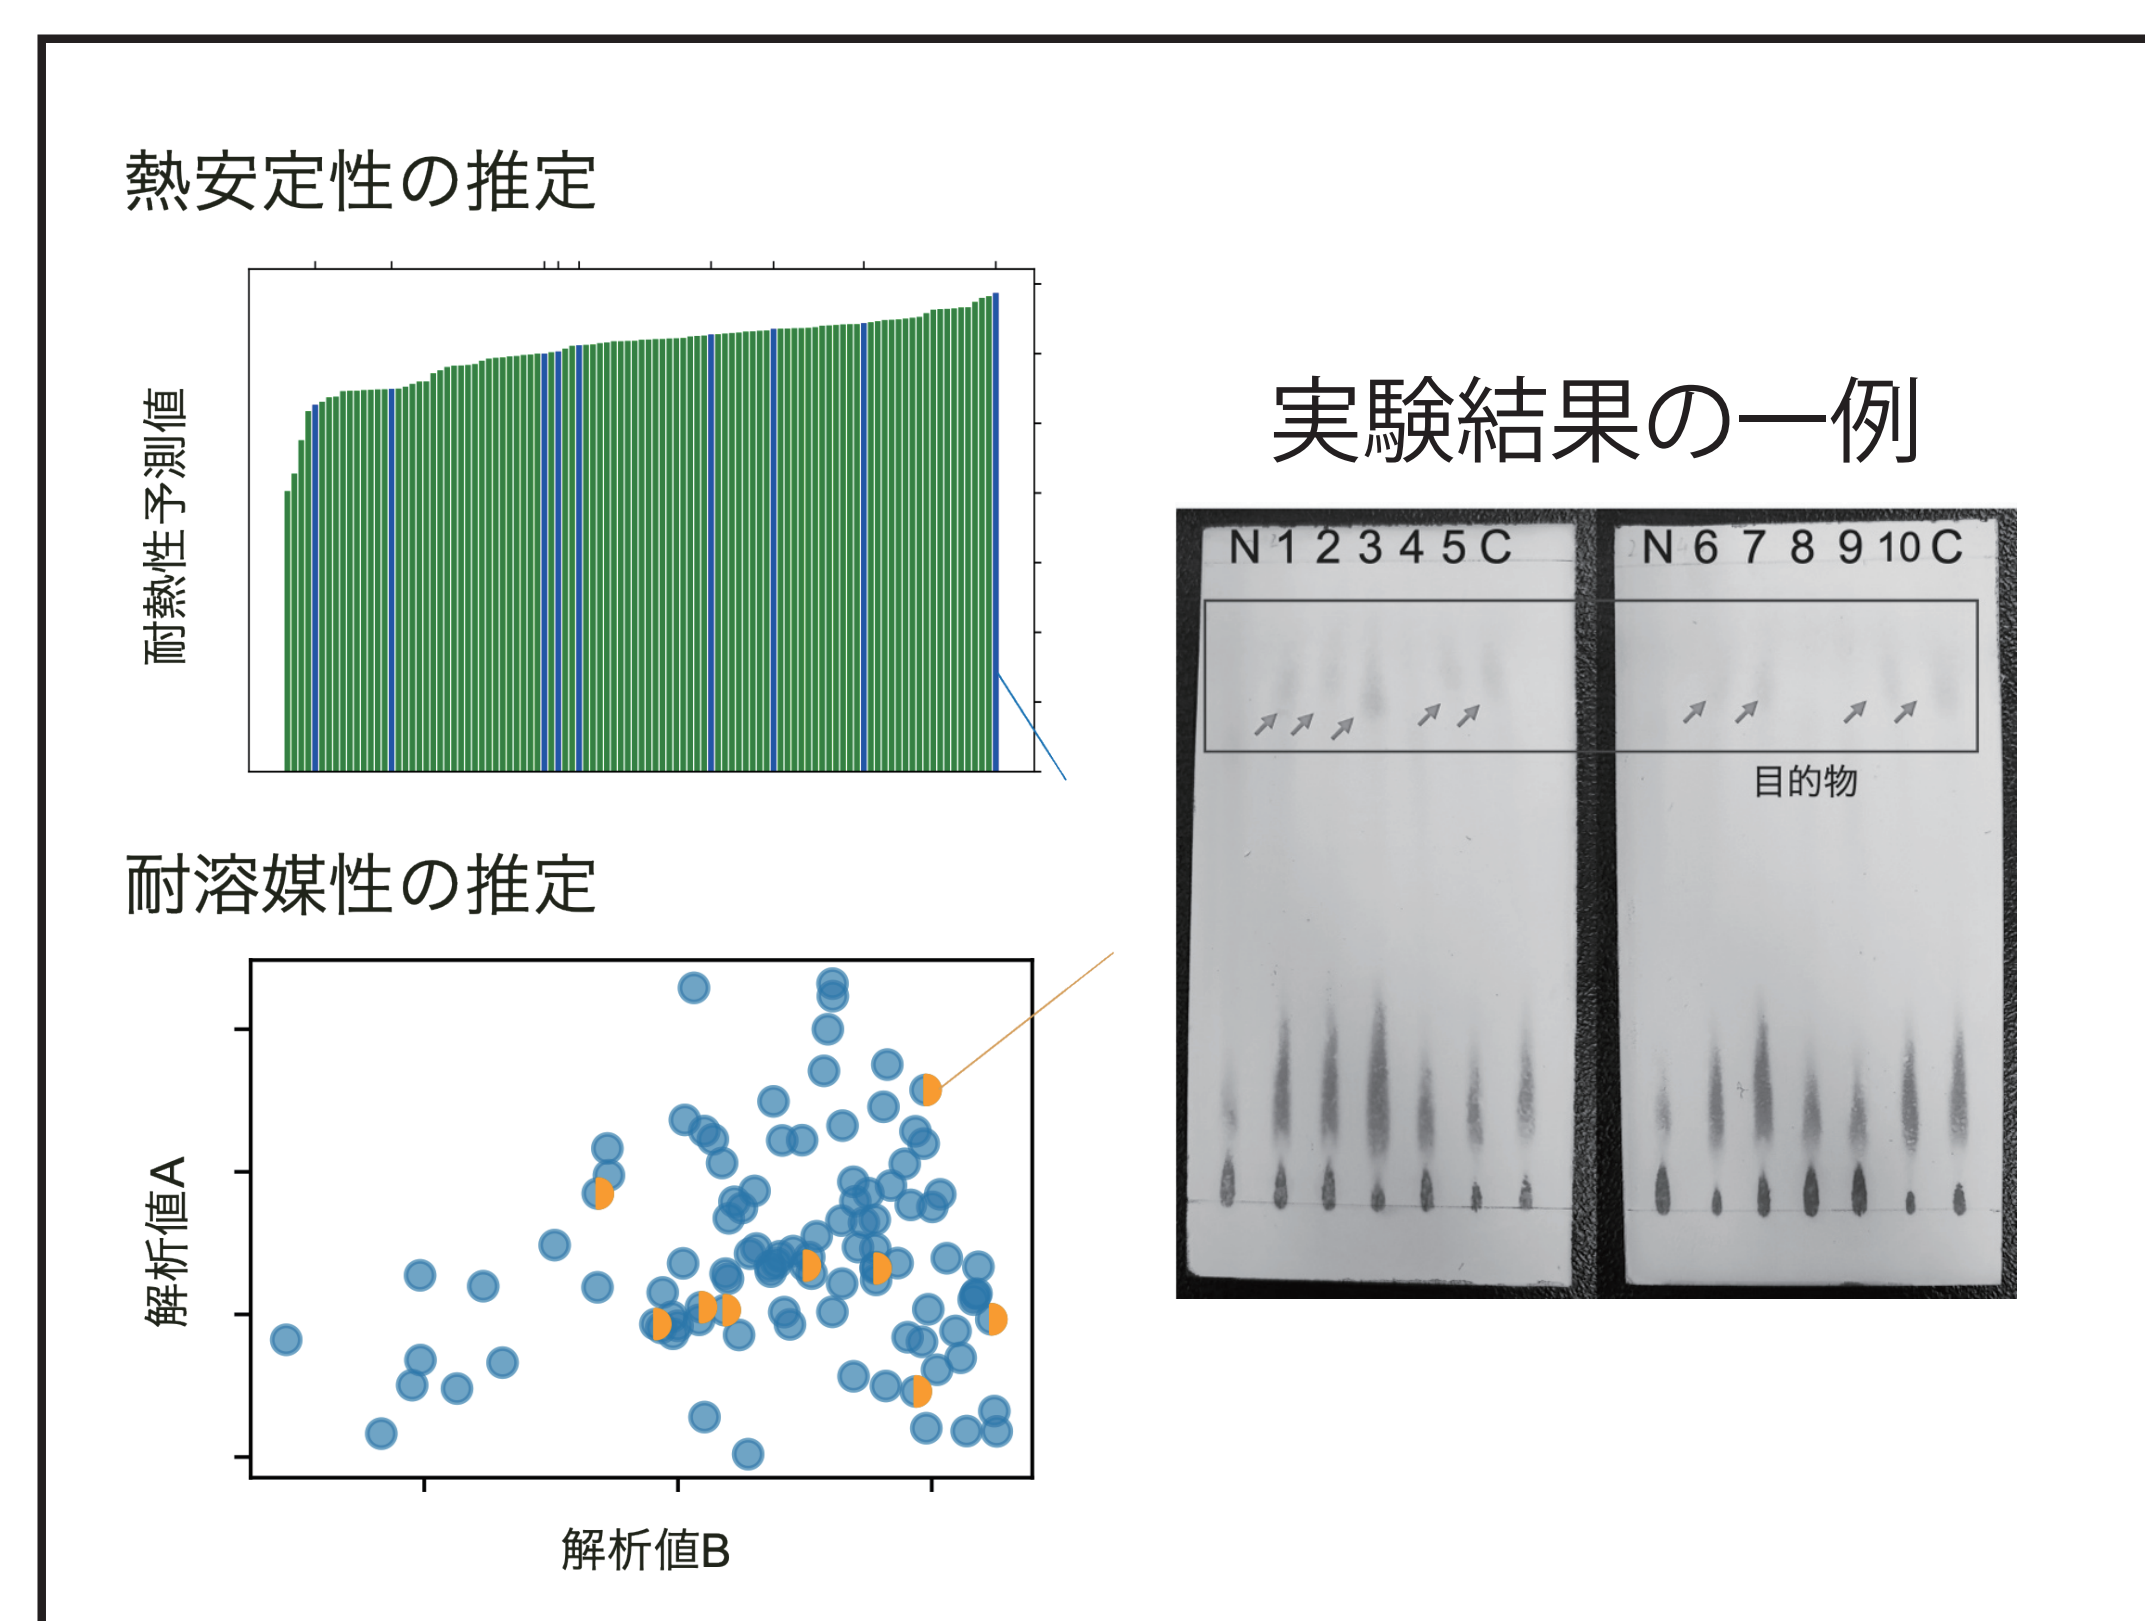 熱安定性の推定
耐熱性予測値
耐溶媒性の推定
解析値A
解析値B
実験結果の一例
N 1 2 3 4 5 C
N 6 7 8 9 10 C
目的物